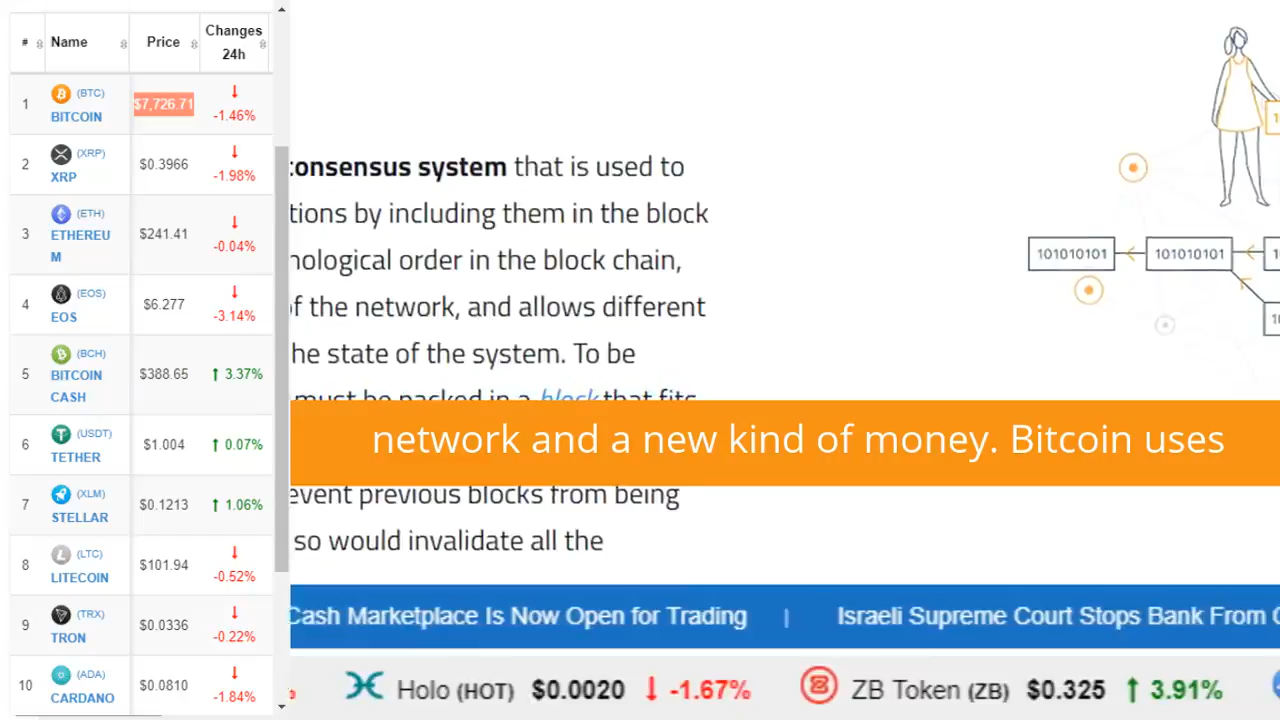 # Name Price Changes 24h
1 (BTC) BITCOIN $7,726.71 -1.46%
2 (XRP) XRP $0.3966 -1.98%
3 (ETH) ETHEREU M $241.41 -0.04%
4 (EOS) EOS $6.277 -3.14%
5 (BCH) BITCOIN CASH $388.65 3.37%
6 (USDT) TETHER $1.004 0.07%
7 (XLM) STELLAR $0.1213 1.06%
8 (LTC) LITECOIN $101.94 -0.52%
9 (TRX) TRON $0.0336 -0.22%
10 (ADA) CARDANO $0.0810 -1.84%
consensus system that is used to
tions by including them in the block
nological order in the block chain,
of the network, and allows different
he state of the system. To be
must be packed in a block that fits
network and a new kind of money. Bitcoin uses
event previous blocks from being
so would invalidate all the
101010101 101010101
Cash Marketplace Is Now Open for Trading | Israeli Supreme Court Stops Bank From
Holo (HOT) $0.0020 -1.67% ZB Token (ZB) $0.325 3.91%